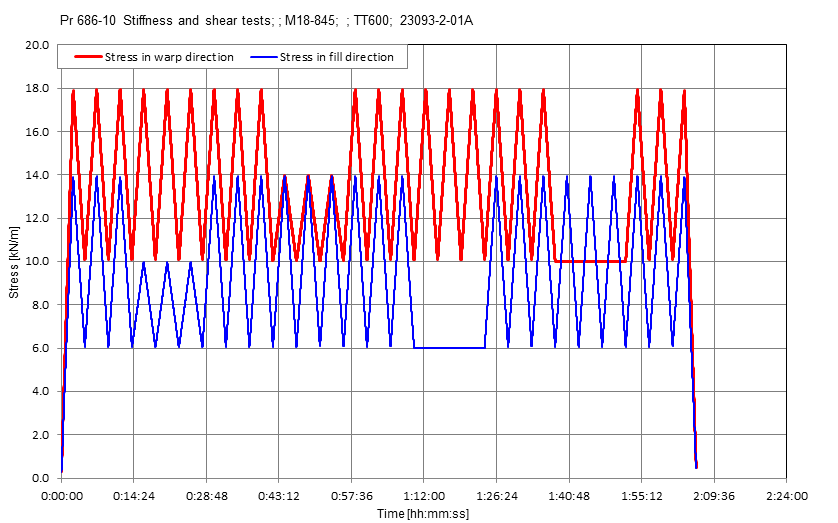 Pr 686-10 Stiffness and shear tests; ; M18-845; ; TT600; 23093-2-01A
20.0
Stress in warp direction Stress in fill direction
18.0
16.0
14.0
12.0
10.0
8.0
6.0
4.0
2.0
0.0
Stress [kN/m]
0:00:00 0:14:24 0:28:48 0:43:12 0:57:36 1:12:00 1:26:24 1:40:48 1:55:12 2:09:36 2:24:00
Time [hh:mm:ss]